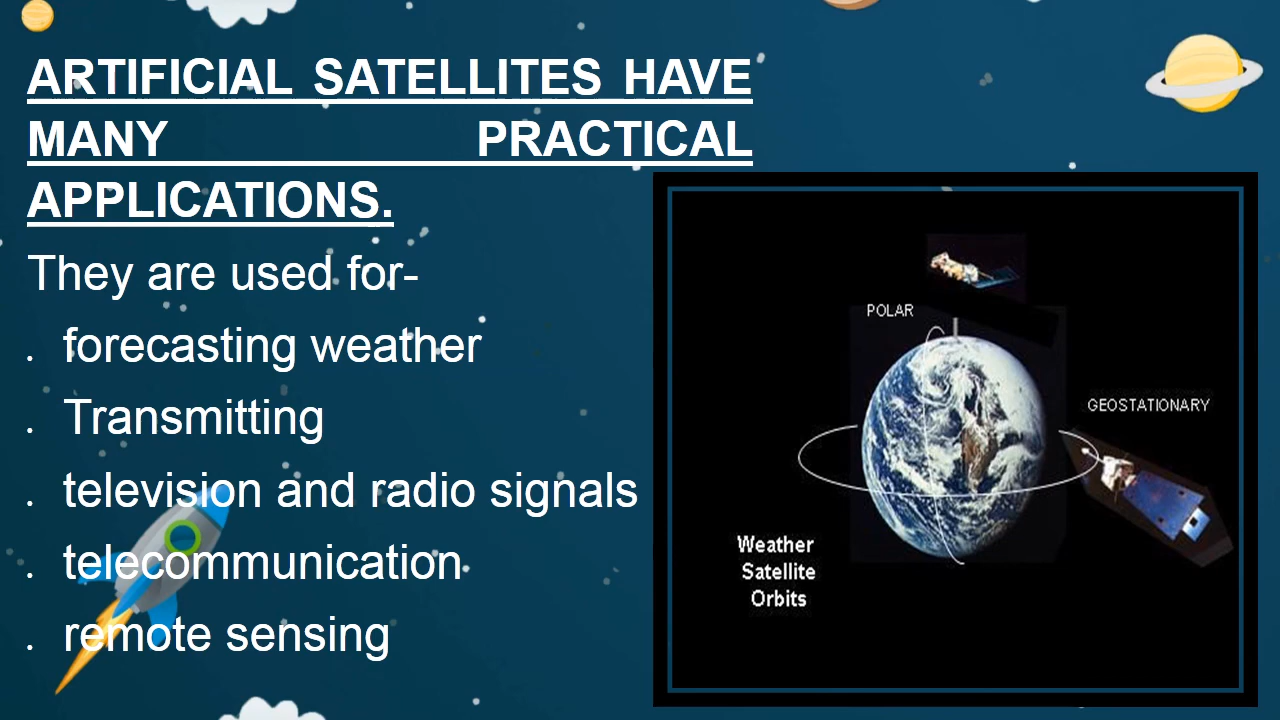 ARTIFICIAL SATELLITES HAVE
MANY PRACTICAL
APPLICATIONS.
They are used for-
. forecasting weather
. Transmitting
. television and radio signals
. telecommunication
. remote sensing
POLAR
GEOSTATIONARY
Weather
Satellite
Orbits